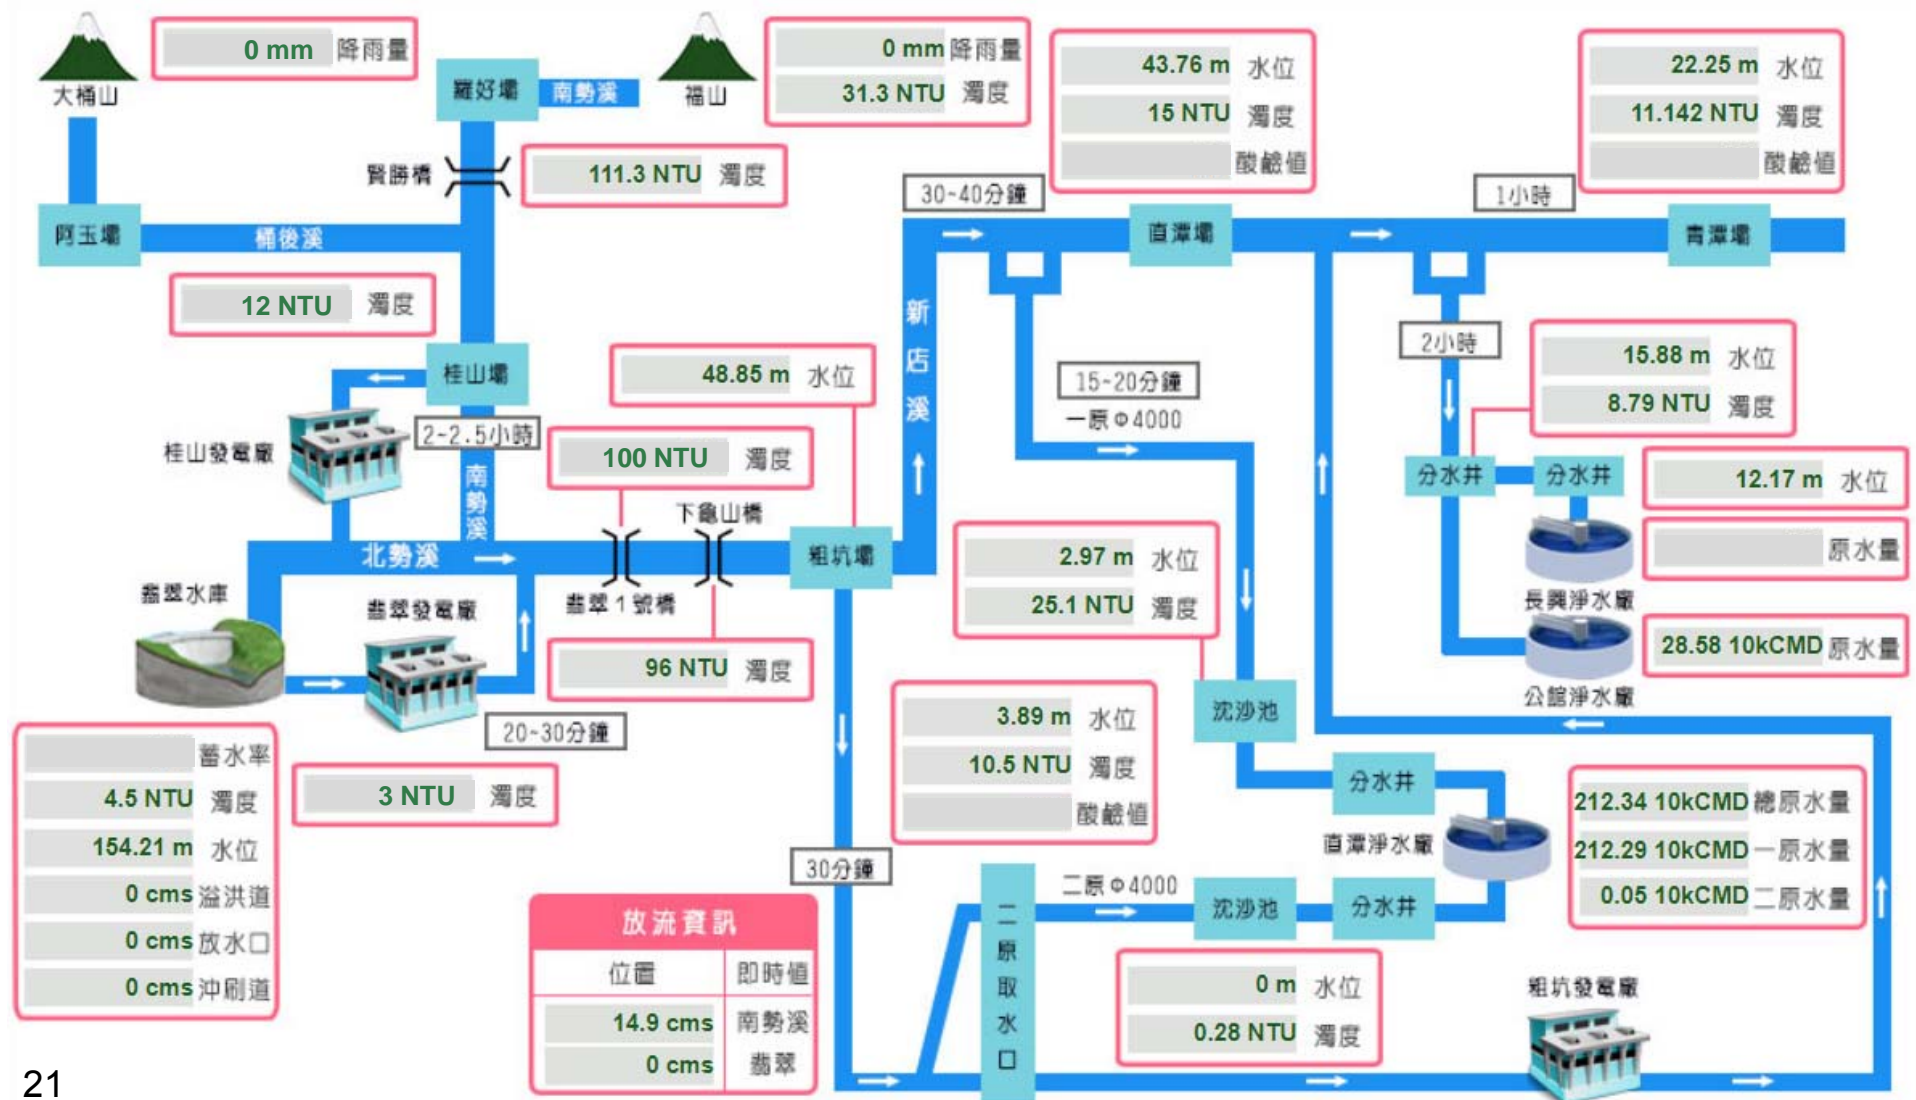 大桶山
0 mm 降雨量
羅好壩
南勢溪
福山
0 mm 降雨量
31.3 NTU 濁度
43.76 m 水位
15 NTU 濁度
酸鹼值
22.25 m 水位
11.142 NTU 濁度
酸鹼值
賢勝橋
111.3 NTU 濁度
30~40分鐘
1小時
阿玉壩
桶後溪
直潭壩
青潭壩
12 NTU 濁度
新店溪
2小時
15.88 m 水位
8.79 NTU 濁度
桂山壩
48.85 m 水位
15~20分鐘
一原Φ4000
桂山發電廠
2~2.5小時
100 NTU 濁度
南勢溪
分水井
分水井
12.17 m 水位
下龜山橋
北勢溪
粗坑壩
2.97 m 水位
25.1 NTU 濁度
原水量
長興淨水廠
翡翠水庫
翡翠發電廠
翡翠1號橋
96 NTU 濁度
28.58 10kCMD 原水量
公館淨水廠
20~30分鐘
3.89 m 水位
10.5 NTU 濁度
酸鹼值
沈沙池
蓄水率
4.5 NTU 濁度
154.21 m 水位
0 cms 溢洪道
0 cms 放水口
0 cms 沖刷道
3 NTU 濁度
分水井
直潭淨水廠
212.34 10kCMD 總原水量
212.29 10kCMD 一原水量
0.05 10kCMD 二原水量
30分鐘
二原Φ4000
沈沙池
分水井
二原取水口
放流資訊
位置 即時值
14.9 cms 南勢溪
0 cms 翡翠
0 m 水位
0.28 NTU 濁度
粗坑發電廠
21